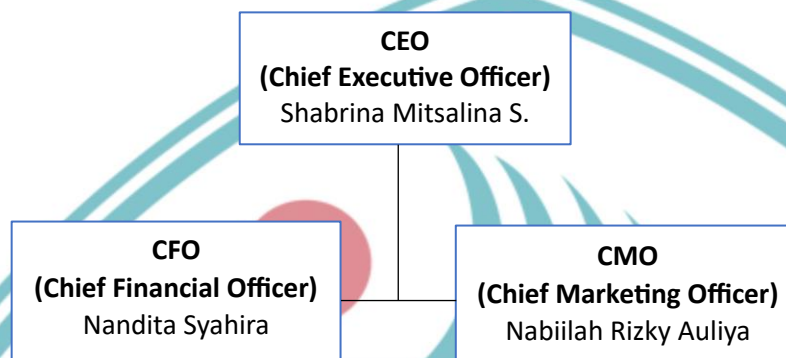 CEO
(Chief Executive Officer)
Shabrina Mitsalina S.
CFO
(Chief Financial Officer)
Nandita Syahira
CMO
(Chief Marketing Officer)
Nabiilah Rizky Auliya